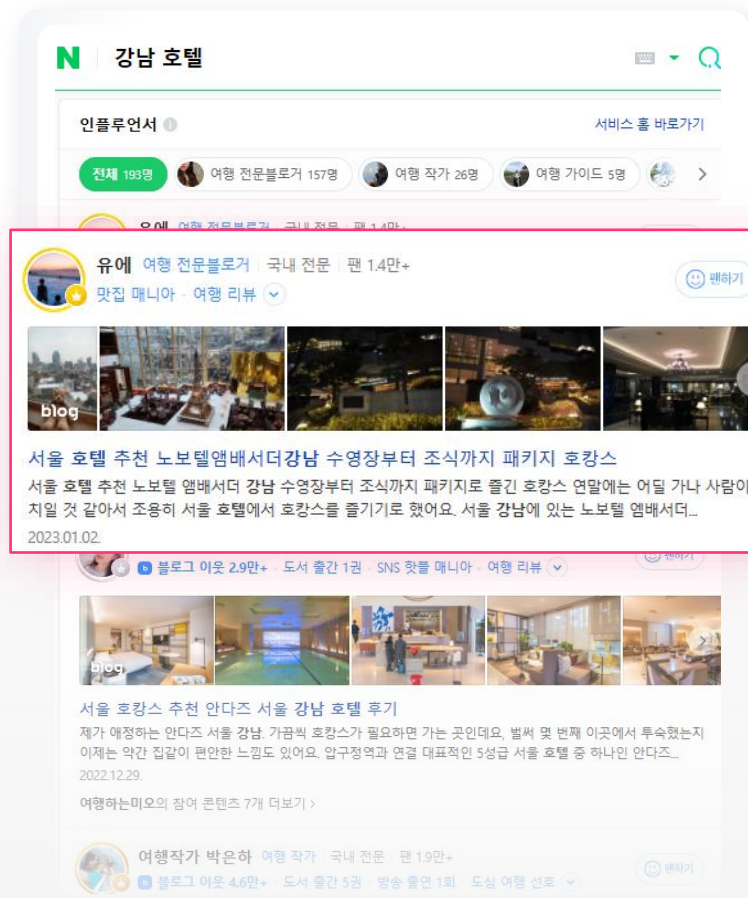 N 강남 호텔
인플루언서
서비스 홈 바로가기
전체 193명 여행 전문블로거 157명 여행 작가 26명 여행 가이드 5명
유에 여행 전문블로거 국내 전문 팬 1.4만+
유에 여행 전문블로거 국내 전문 팬 1.4만+
맛집 매니아 · 여행 리뷰
팬하기
blog
서울 호텔 추천 노보텔앰배서더강남 수영장부터 조식까지 패키지 호캉스
서울 호텔 추천 노보텔 앰배서더 강남 수영장부터 조식까지 패키지로 즐긴 호캉스 연말에는 어딜 가나 사람이
치일 것 같아서 조용히 서울 호텔에서 호캉스를 즐기기로 했어요. 서울 강남에 있는 노보텔 엠배서더...
2023.01.02.
블로그 이웃 2.9만+ · 도서 출간 1권 · SNS 핫플 매니아 · 여행 리뷰
팬하기
blog
서울 호캉스 추천 안다즈 서울 강남 호텔 후기
제가 애정하는 안다즈 서울 강남. 가끔씩 호캉스가 필요하면 가는 곳인데요, 벌써 몇 번째 이곳에서 투숙했는지
이제는 약간 집같이 편안한 느낌도 있어요. 압구정역과 연결 대표적인 5성급 서울 호텔 중 하나인 안다즈...
2022.12.29.
여행하는미오의 참여 콘텐츠 7개 더보기 >
여행작가 박은하 여행 작가 국내 전문 팬 1.9만+
블로그 이웃 4.6만+ · 도서 출간 5권 · 방송 출연 1회 · 도심 여행 선호
팬하기